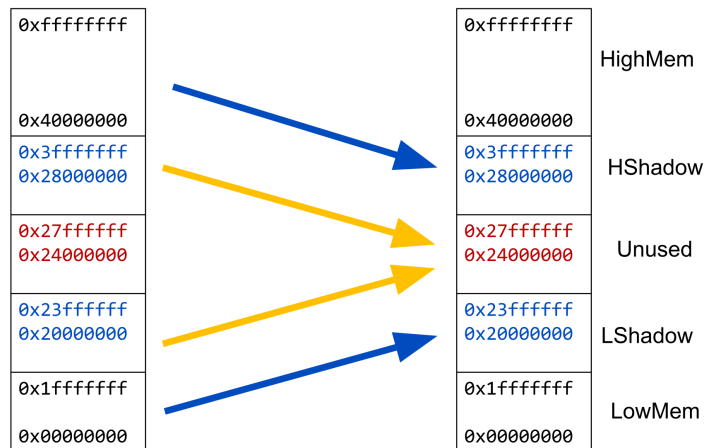 0xffffffff
0x40000000
0x3fffffff
0x28000000
0x27ffffff
0x24000000
0x23ffffff
0x20000000
0x1fffffff
0x00000000
0xffffffff
0x40000000
0x3fffffff
0x28000000
0x27ffffff
0x24000000
0x23ffffff
0x20000000
0x1fffffff
0x00000000
HighMem
HShadow
Unused
LShadow
LowMem